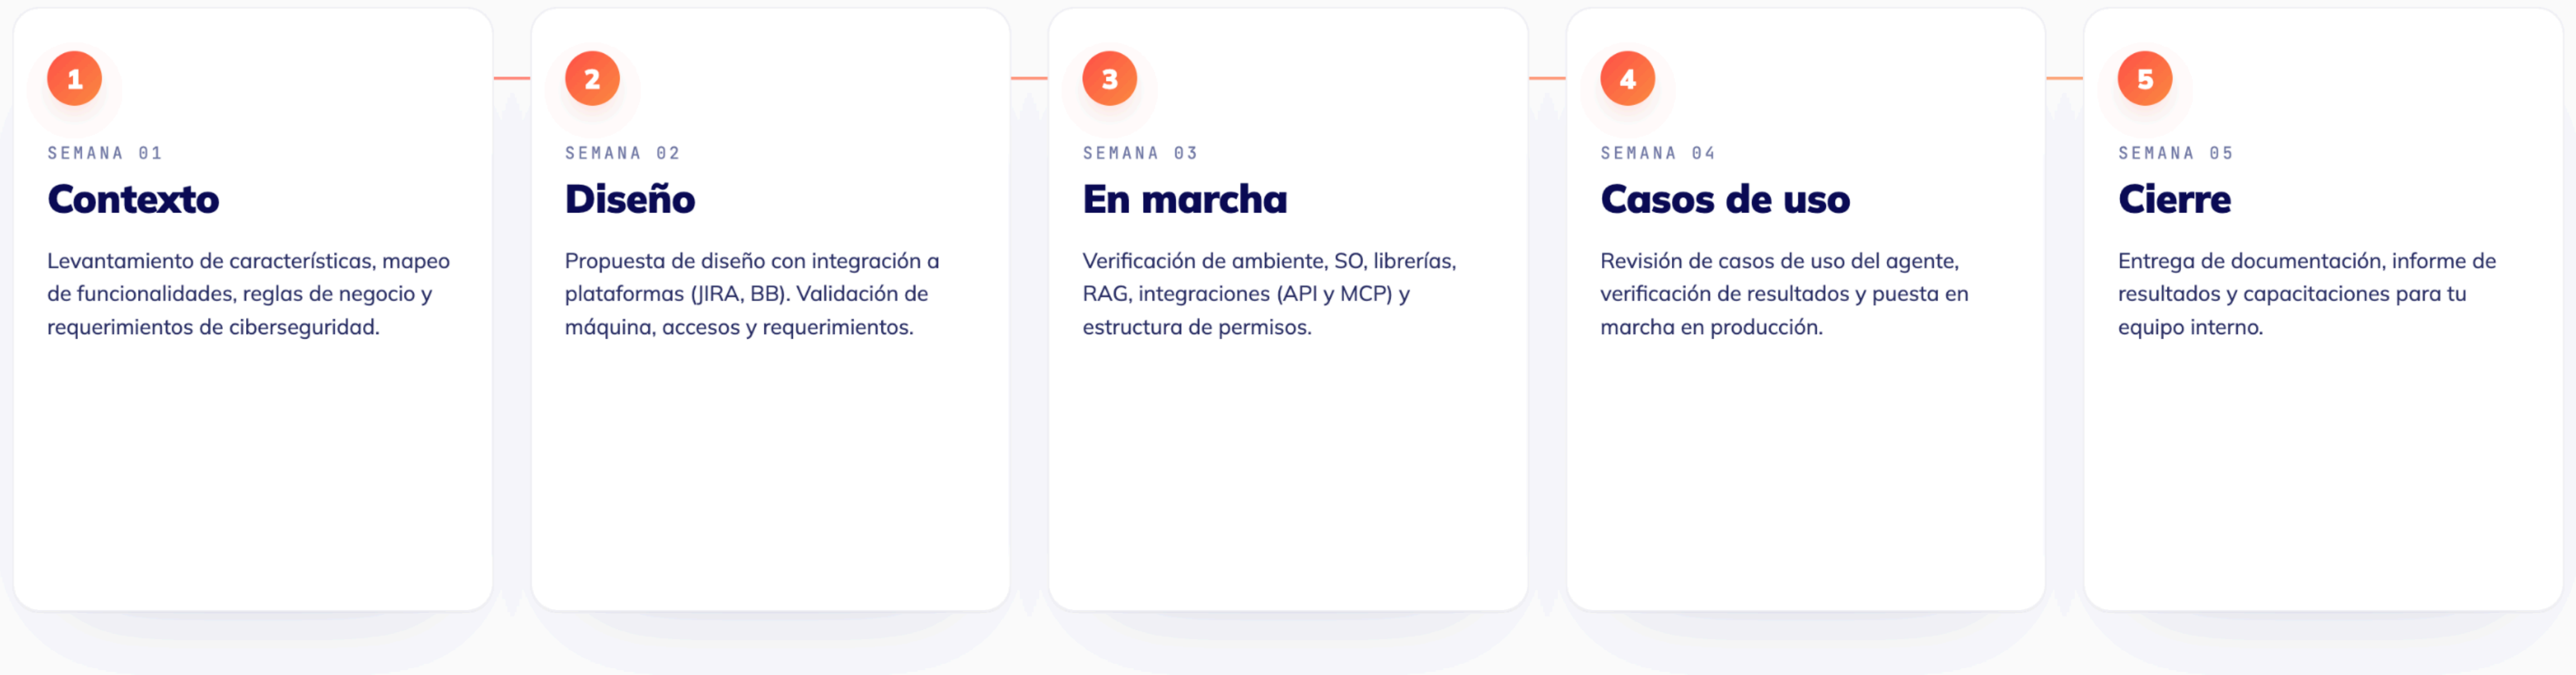 1
SEMANA 01
Contexto
Levantamiento de características, mapeo
de funcionalidades, reglas de negocio y
requerimientos de ciberseguridad.
2
SEMANA 02
Diseño
Propuesta de diseño con integración a
plataformas (JIRA, BB). Validación de
máquina, accesos y requerimientos.
3
SEMANA 03
En marcha
Verificación de ambiente, SO, librerías,
RAG, integraciones (API y MCP) y
estructura de permisos.
4
SEMANA 04
Casos de uso
Revisión de casos de uso del agente,
verificación de resultados y puesta en
marcha en producción.
5
SEMANA 05
Cierre
Entrega de documentación, informe de
resultados y capacitaciones para tu
equipo interno.